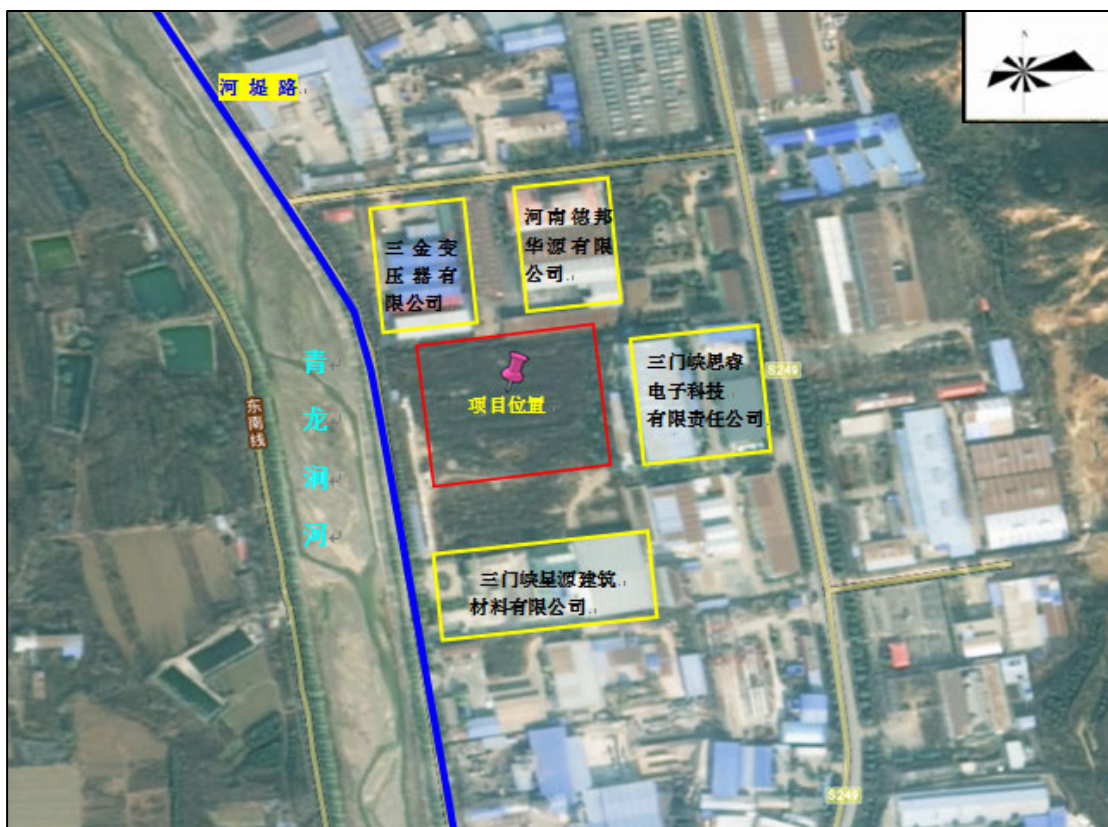 N
河堤路
河南德邦
华源有限
公司
三金变
压器有
限公司
三门峡思睿
电子科技
有限责任公司
S249
项目位置
青
龙
涧
河
东南线
三门峡垦源建筑
材料有限公司
S249